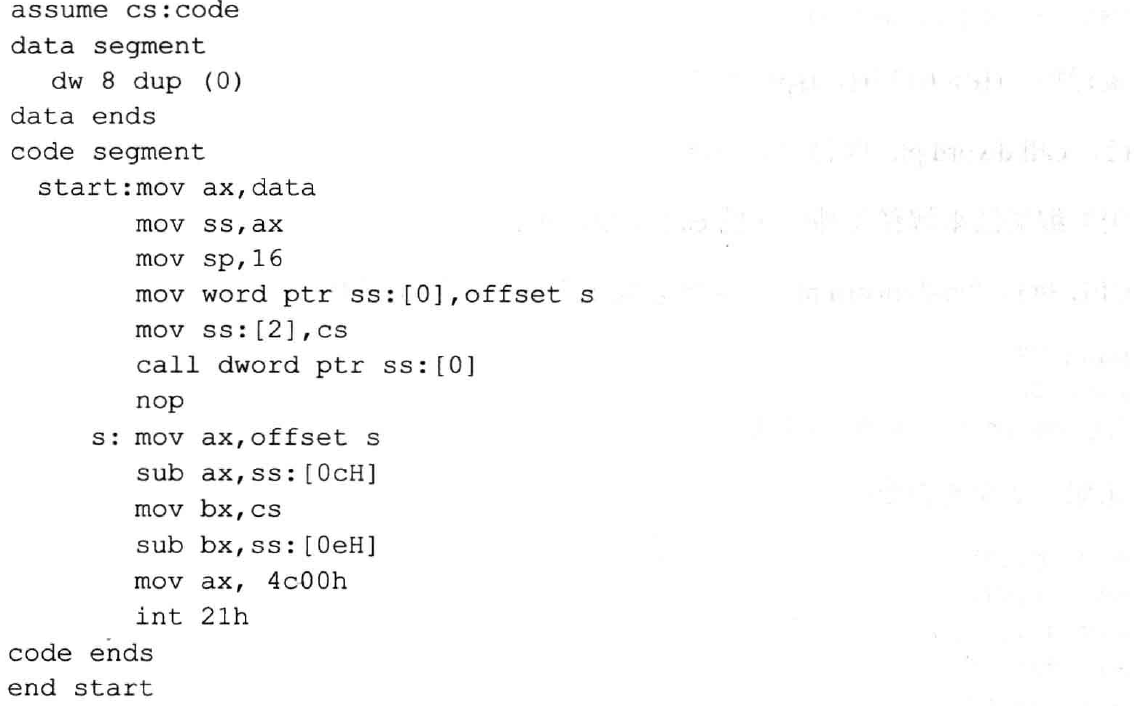 assume cs:code
data segment
dw 8 dup (0)
data ends
code segment
start:mov ax,data
mov ss,ax
mov sp,16
mov word ptr ss:[0],offset s
mov ss:[2],cs
call dword ptr ss:[0]
nop
s: mov ax,offset s
sub ax,ss:[0cH]
mov bx,cs
sub bx,ss:[0eH]
mov ax, 4c00h
int 21h
code ends
end start